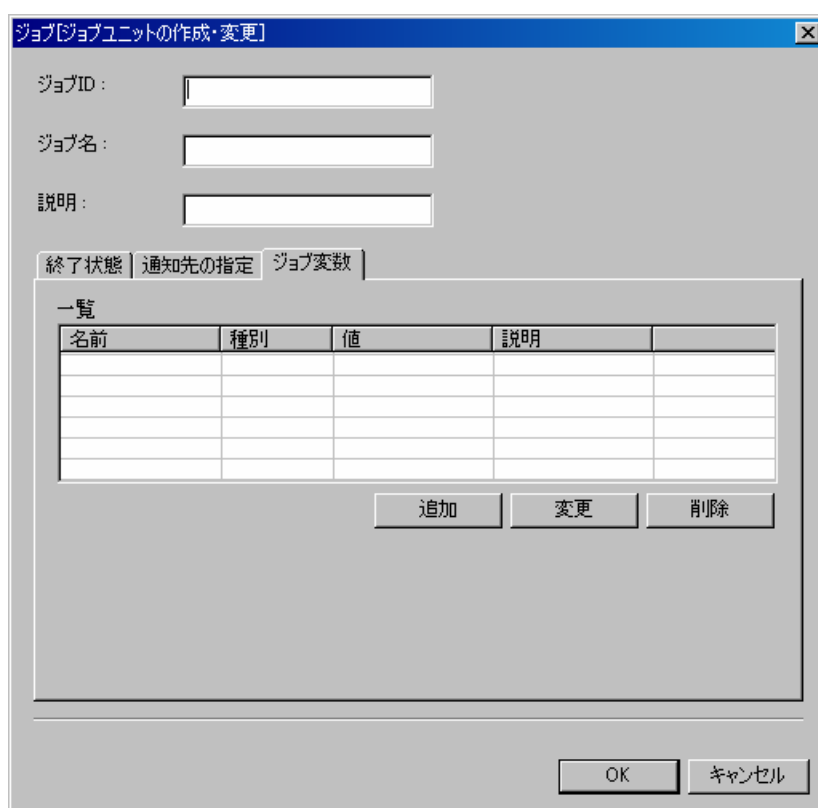 ジョブ[ジョブユニットの作成・変更]
ジョブID :
ジョブ名 :
説明 :
終了状態 通知先の指定 ジョブ変数
一覧
名前 種別 値 説明
追加 変更 削除
OK キャンセル